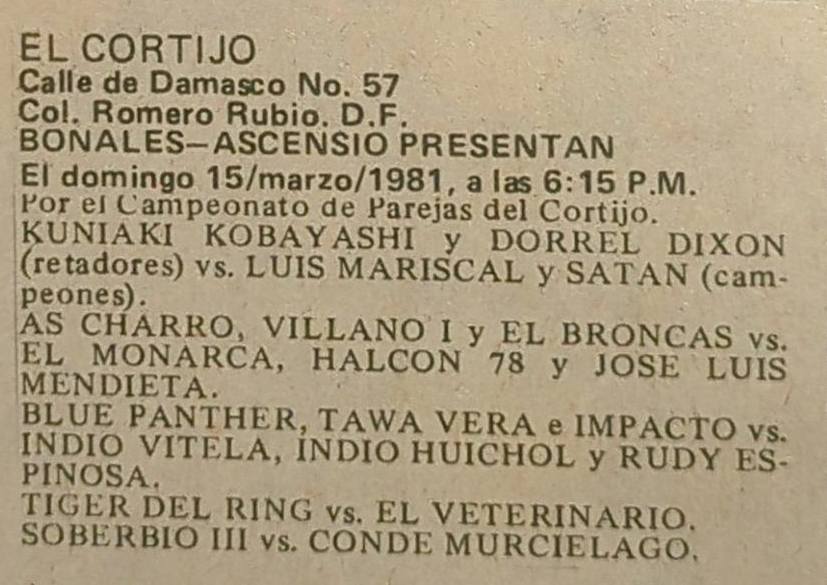 EL CORTIJO
Calle de Damasco No. 57
Col. Romero Rubio. D.F.
BONALES—ASCENSIO PRESENTAN
El domingo 15/marzo/1981, a las 6:15 P.M.
Por el Campeonato de Parejas del Cortijo.
KUNIAKI KOBAYASHI y DORREL DIXON
(retadores) vs. LUIS MARISCAL y SATAN (cam-
peones).
AS CHARRO, VILLANO I y EL BRONCAS vs.
EL MONARCA, HALCON 78 y JOSE LUIS
MENDIETA.
BLUE PANTHER, TAWA VERA e IMPACTO vs.
INDIO VITELA, INDIO HUICHOL y RUDY ES-
PINOSA.
TIGER DEL RING vs. EL VETERINARIO.
SOBERBIO III vs. CONDE MURCIELAGO.